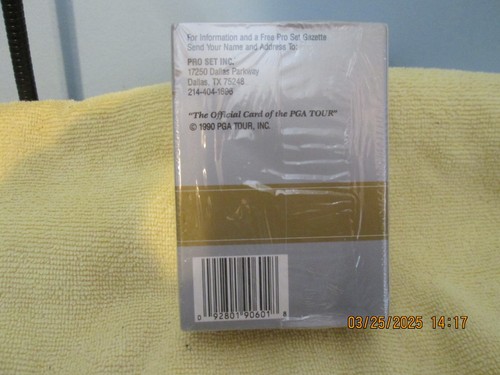 For Information and a Free Pro Set Gazette
Send Your Name and Address To:
PRO SET INC.
17250 Dallas Parkway
Dallas, TX 75248
214-404-1696
"The Official Card of the PGA TOUR"
© 1990 PGA TOUR, INC.
0 92801 90601 8
03/25/2025 14:17